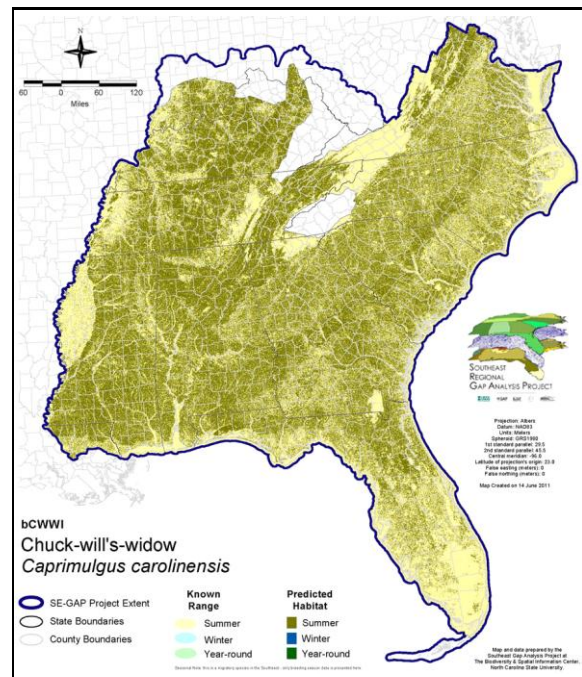 60 0 60 120
Miles
SOUTHEAST
REGIONAL
GAP ANALYSIS PROJECT
Projection: Albers
Datum: NAD83
Units: Meters
Spheroid: GRS1980
1st standard parallel: 29.5
2nd standard parallel: 45.5
Central meridian: -96.0
Latitude of projection's origin: 23.0
False easting (meters): 0
False northing (meters): 0
Map Created on 14 June 2011
bCWWI
Chuck-will's-widow
Caprimulgus carolinensis
SE-GAP Project Extent
State Boundaries
County Boundaries
Known
Range
Summer
Winter
Year-round
Predicted
Habitat
Summer
Winter
Year-round
Map and data prepared by the
Southeast Gap Analysis Project at
The Biodiversity & Spatial Information Center,
North Carolina State University.